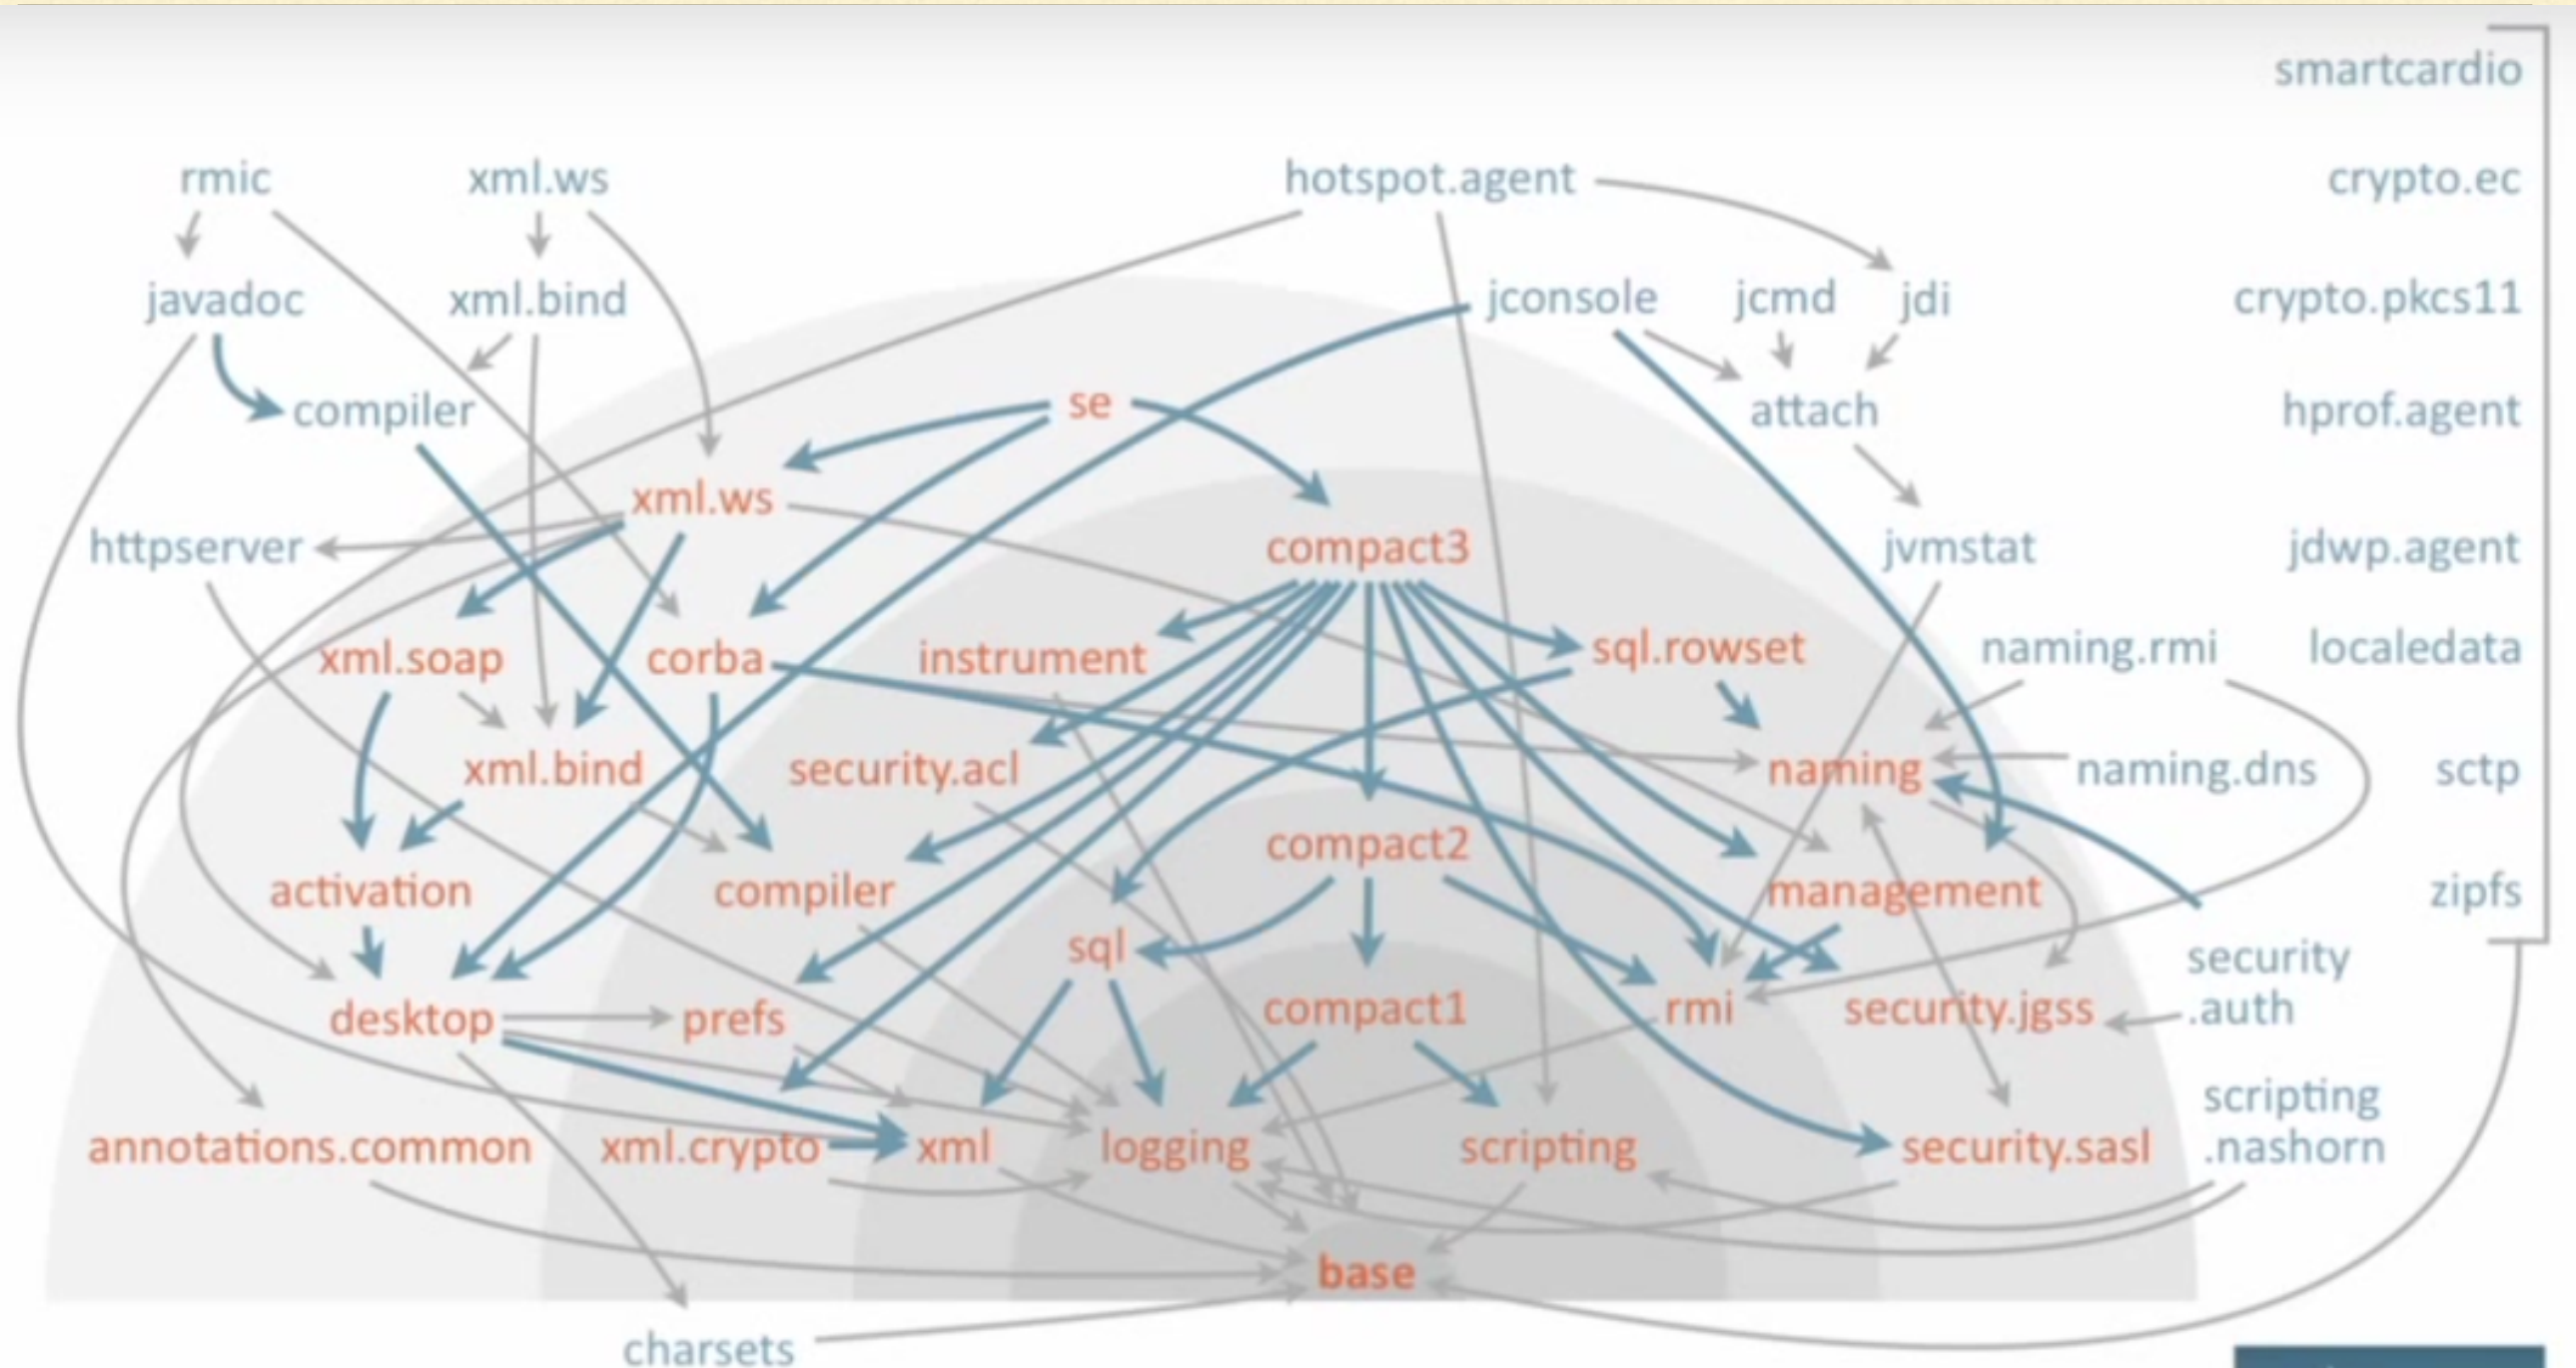 smartcardio
rmic
xml.ws
hotspot.agent
crypto.ec
javadoc
xml.bind
jconsole
jcmd
jdi
crypto.pkcs11
compiler
se
attach
hprof.agent
xml.ws
httpserver
compact3
jvmstat
jdwp.agent
xml.soap
corba
instrument
sql.rowset
naming.rmi
localedata
xml.bind
security.acl
naming
naming.dns
sctp
compact2
activation
compiler
management
zipfs
sql
security
.auth
desktop
prefs
compact1
rmi
security.jgss
scripting
.nashorn
annotations.common
xml.crypto
xml
logging
scripting
security.sasl
base
charsets